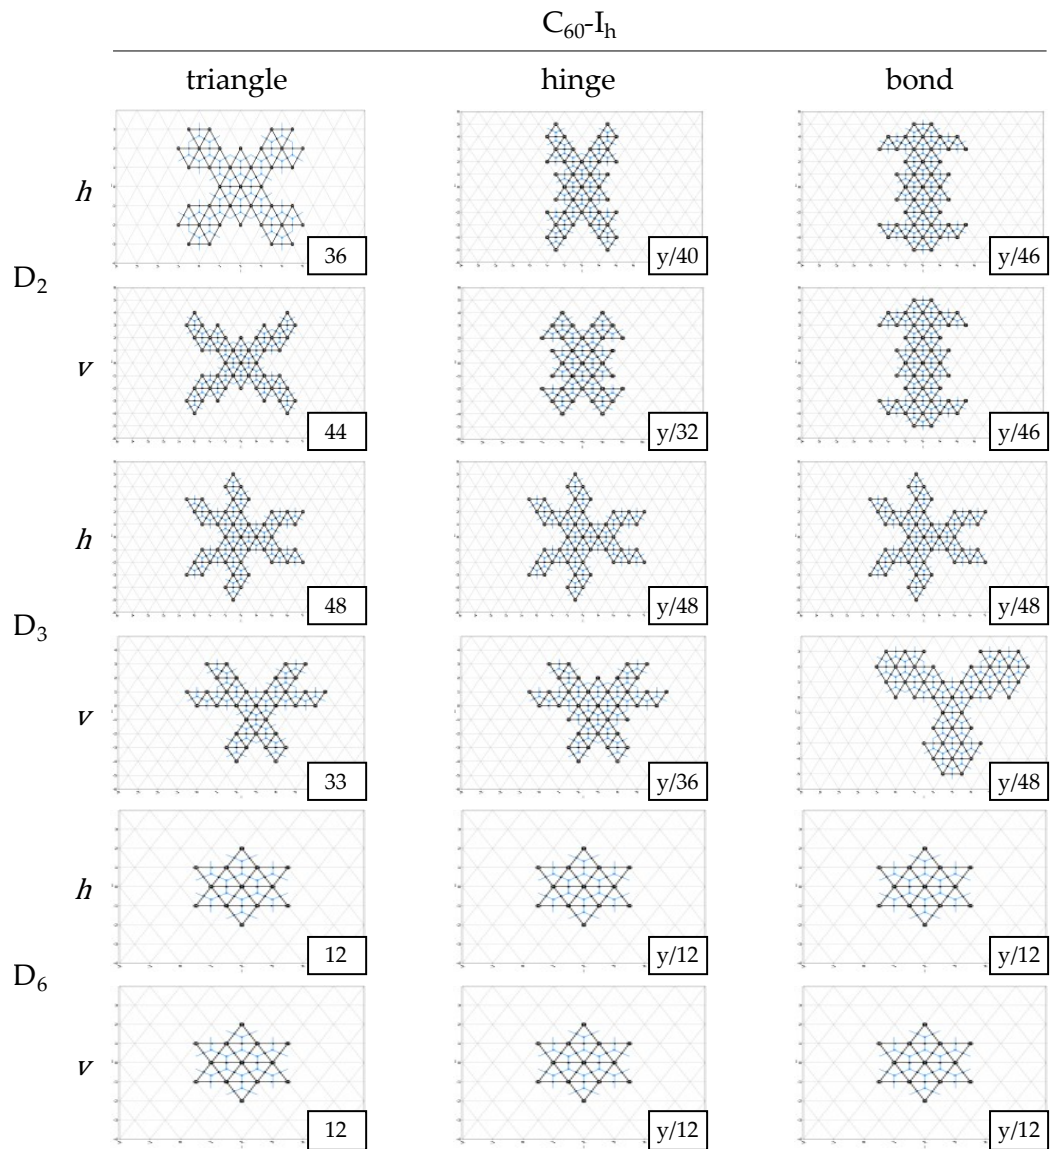 C₆₀-Iₕ
triangle hinge bond
h
36 y/40 y/46
D₂
v
44 y/32 y/46
h
48 y/48 y/48
D₃
v
33 y/36 y/48
h
12 y/12 y/12
D₆
v
12 y/12 y/12